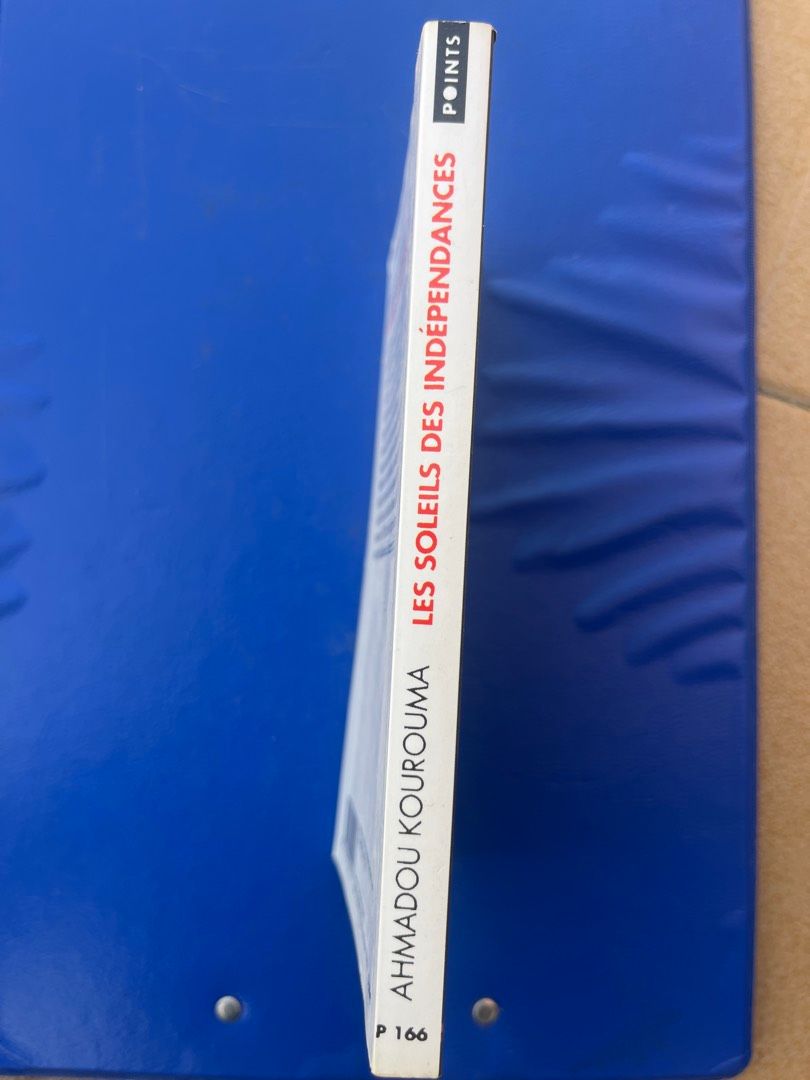 P 166
AHMADOU KOUROUMA
LES SOLEILS DES INDÉPENDANCES
POINTS